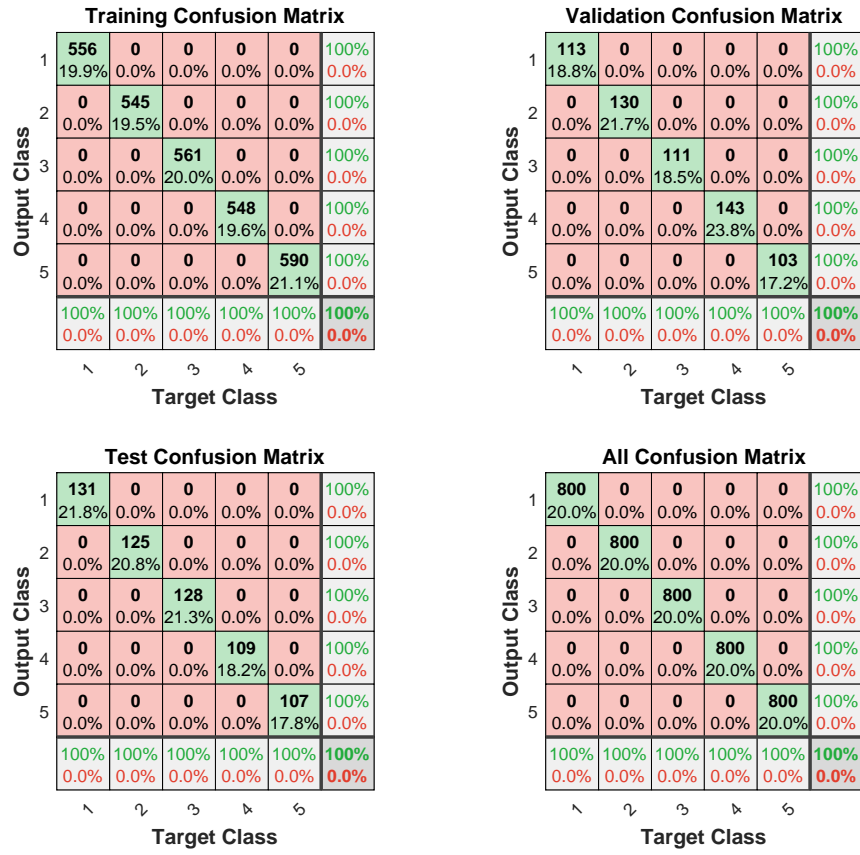 Training Confusion Matrix
556 0 0 0 0 100%
1
19.9% 0.0% 0.0% 0.0% 0.0% 0.0%
0 545 0 0 0 100%
2
0.0% 19.5% 0.0% 0.0% 0.0% 0.0%
0 0 561 0 0 100%
3
0.0% 0.0% 20.0% 0.0% 0.0% 0.0%
0 0 0 548 0 100%
4
0.0% 0.0% 0.0% 19.6% 0.0% 0.0%
0 0 0 0 590 100%
5
0.0% 0.0% 0.0% 0.0% 21.1% 0.0%
100% 100% 100% 100% 100% 100%
0.0% 0.0% 0.0% 0.0% 0.0% 0.0%
1 2 3 4 5
Target Class
Output Class
Validation Confusion Matrix
113 0 0 0 0 100%
1
18.8% 0.0% 0.0% 0.0% 0.0% 0.0%
0 130 0 0 0 100%
2
0.0% 21.7% 0.0% 0.0% 0.0% 0.0%
0 0 111 0 0 100%
3
0.0% 0.0% 18.5% 0.0% 0.0% 0.0%
0 0 0 143 0 100%
4
0.0% 0.0% 0.0% 23.8% 0.0% 0.0%
0 0 0 0 103 100%
5
0.0% 0.0% 0.0% 0.0% 17.2% 0.0%
100% 100% 100% 100% 100% 100%
0.0% 0.0% 0.0% 0.0% 0.0% 0.0%
1 2 3 4 5
Target Class
Output Class
Test Confusion Matrix
131 0 0 0 0 100%
1
21.8% 0.0% 0.0% 0.0% 0.0% 0.0%
0 125 0 0 0 100%
2
0.0% 20.8% 0.0% 0.0% 0.0% 0.0%
0 0 128 0 0 100%
3
0.0% 0.0% 21.3% 0.0% 0.0% 0.0%
0 0 0 109 0 100%
4
0.0% 0.0% 0.0% 18.2% 0.0% 0.0%
0 0 0 0 107 100%
5
0.0% 0.0% 0.0% 0.0% 17.8% 0.0%
100% 100% 100% 100% 100% 100%
0.0% 0.0% 0.0% 0.0% 0.0% 0.0%
1 2 3 4 5
Target Class
Output Class
All Confusion Matrix
800 0 0 0 0 100%
1
20.0% 0.0% 0.0% 0.0% 0.0% 0.0%
0 800 0 0 0 100%
2
0.0% 20.0% 0.0% 0.0% 0.0% 0.0%
0 0 800 0 0 100%
3
0.0% 0.0% 20.0% 0.0% 0.0% 0.0%
0 0 0 800 0 100%
4
0.0% 0.0% 0.0% 20.0% 0.0% 0.0%
0 0 0 0 800 100%
5
0.0% 0.0% 0.0% 0.0% 20.0% 0.0%
100% 100% 100% 100% 100% 100%
0.0% 0.0% 0.0% 0.0% 0.0% 0.0%
1 2 3 4 5
Target Class
Output Class